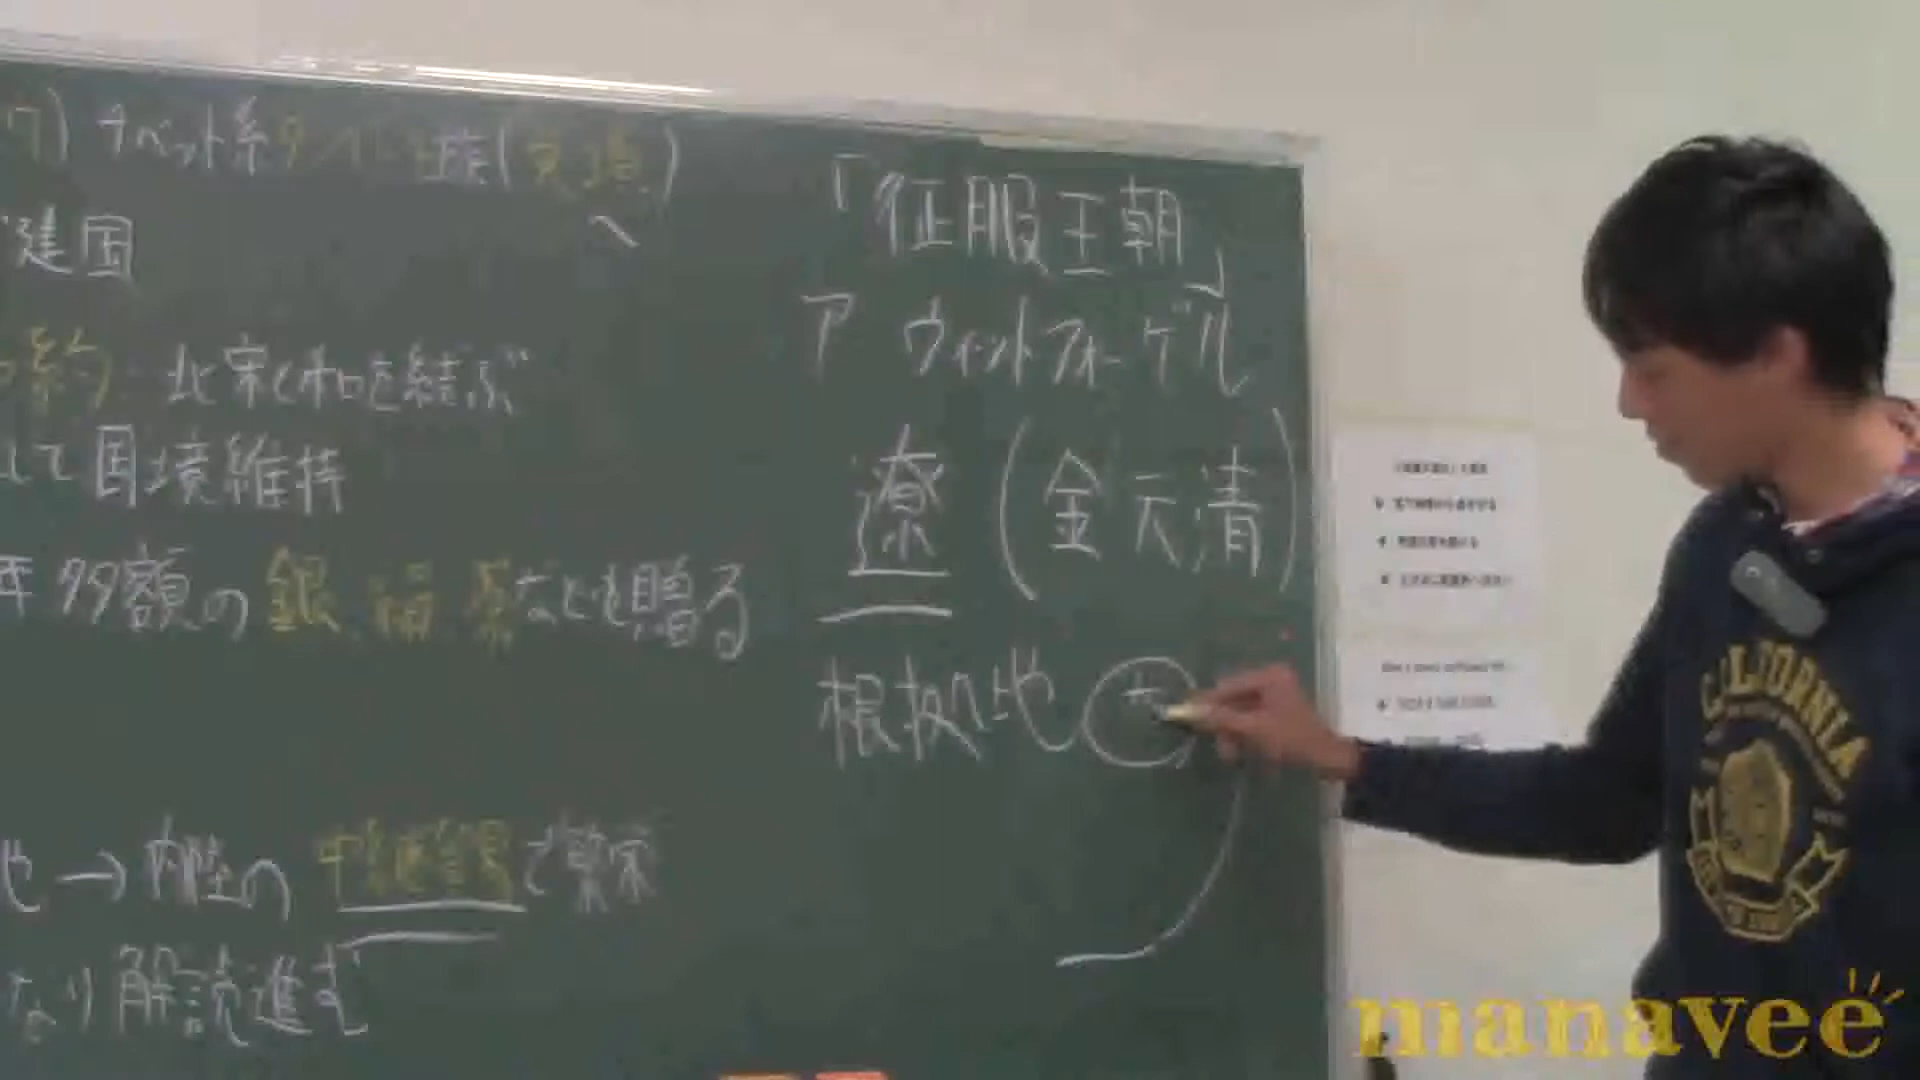 チベット系タングート族(党項)
建国
和約 北宋と和を結ぶ
して国境維持
年多額の銀、絹、茶なども贈る
地→内陸の中継貿易で繁栄
なり解読進む
「征服王朝」
ア ウィットフォーゲル
遼(金元清)
根拠地
CALIFORNIA
manavee